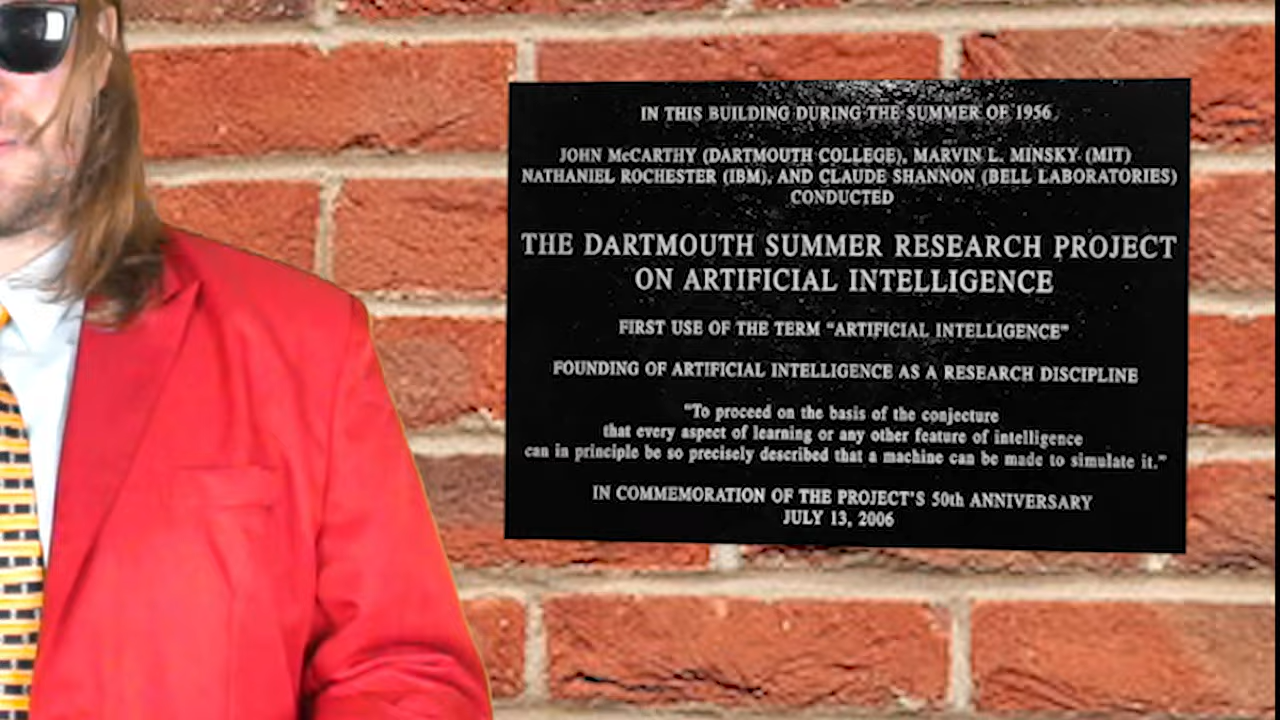 IN THIS BUILDING DURING THE SUMMER OF 1956
JOHN McCARTHY (DARTMOUTH COLLEGE), MARVIN L. MINSKY (MIT)
NATHANIEL ROCHESTER (IBM), AND CLAUDE SHANNON (BELL LABORATORIES)
CONDUCTED
THE DARTMOUTH SUMMER RESEARCH PROJECT
ON ARTIFICIAL INTELLIGENCE
FIRST USE OF THE TERM "ARTIFICIAL INTELLIGENCE"
FOUNDING OF ARTIFICIAL INTELLIGENCE AS A RESEARCH DISCIPLINE
"To proceed on the basis of the conjecture
that every aspect of learning or any other feature of intelligence
can in principle be so precisely described that a machine can be made to simulate it."
IN COMMEMORATION OF THE PROJECT'S 50th ANNIVERSARY
JULY 13, 2006